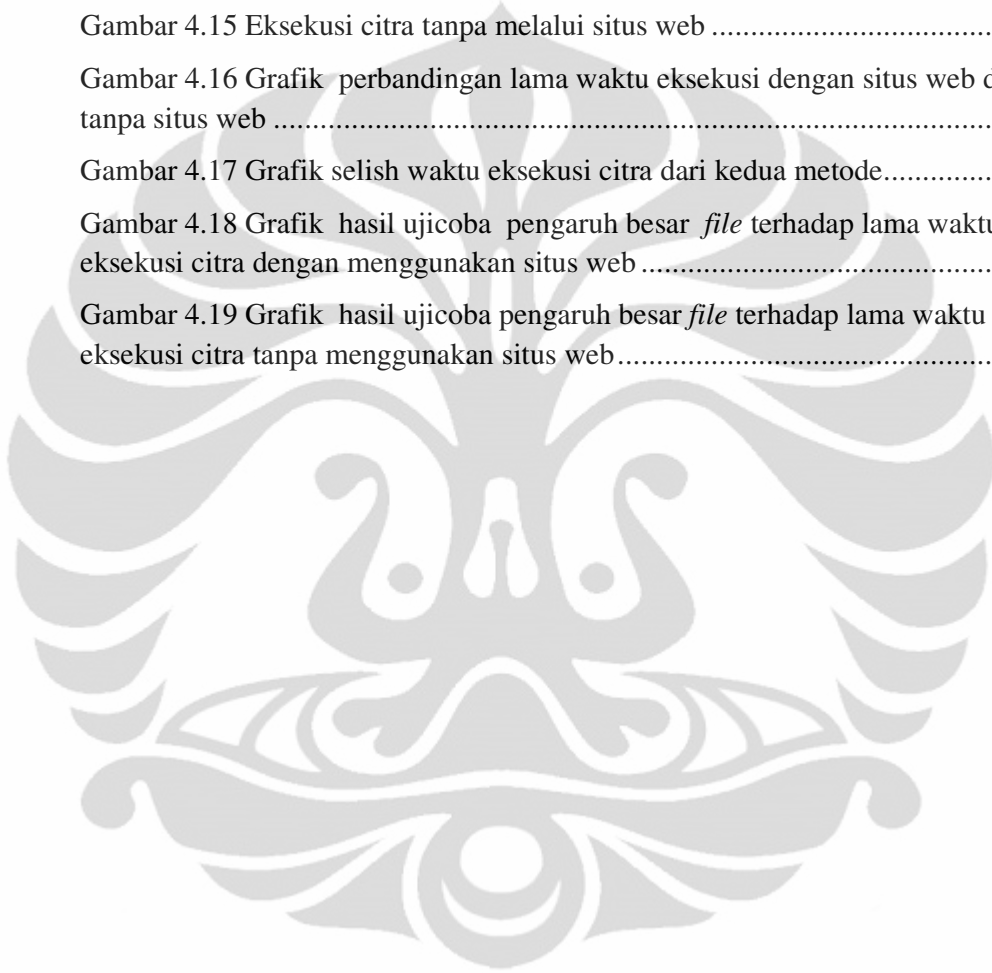 Gambar 4.15 Eksekusi citra tanpa melalui situs web ....................................
Gambar 4.16 Grafik perbandingan lama waktu eksekusi dengan situs web
tanpa situs web ...............................................................................................
Gambar 4.17 Grafik selish waktu eksekusi citra dari kedua metode..............
Gambar 4.18 Grafik hasil ujicoba pengaruh besar file terhadap lama waktu
eksekusi citra dengan menggunakan situs web ..............................................
Gambar 4.19 Grafik hasil ujicoba pengaruh besar file terhadap lama waktu
eksekusi citra tanpa menggunakan situs web.................................................